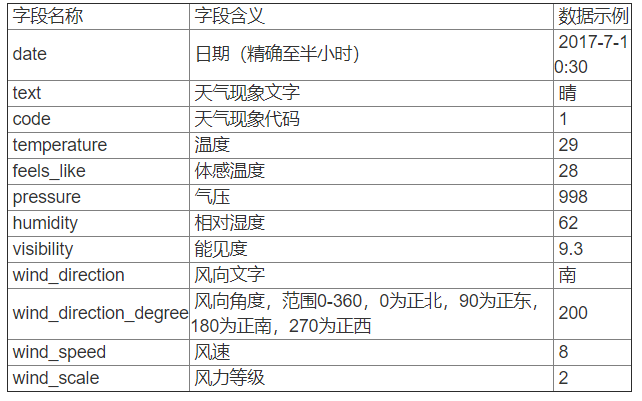 字段名称 字段含义 数据示例
date 日期（精确至半小时） 2017-7-1 0:30
text 天气现象文字 晴
code 天气现象代码 1
temperature 温度 29
feels_like 体感温度 28
pressure 气压 998
humidity 相对湿度 62
visibility 能见度 9.3
wind_direction 风向文字 南
wind_direction_degree 风向角度，范围0-360，0为正北，90为正东，
180为正南，270为正西 200
wind_speed 风速 8
wind_scale 风力等级 2